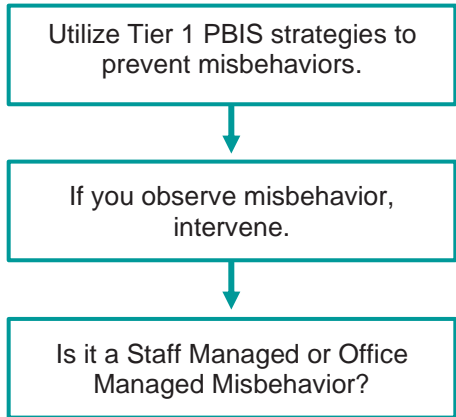 Utilize Tier 1 PBIS strategies to
prevent misbehaviors.
If you observe misbehavior,
intervene.
Is it a Staff Managed or Office
Managed Misbehavior?